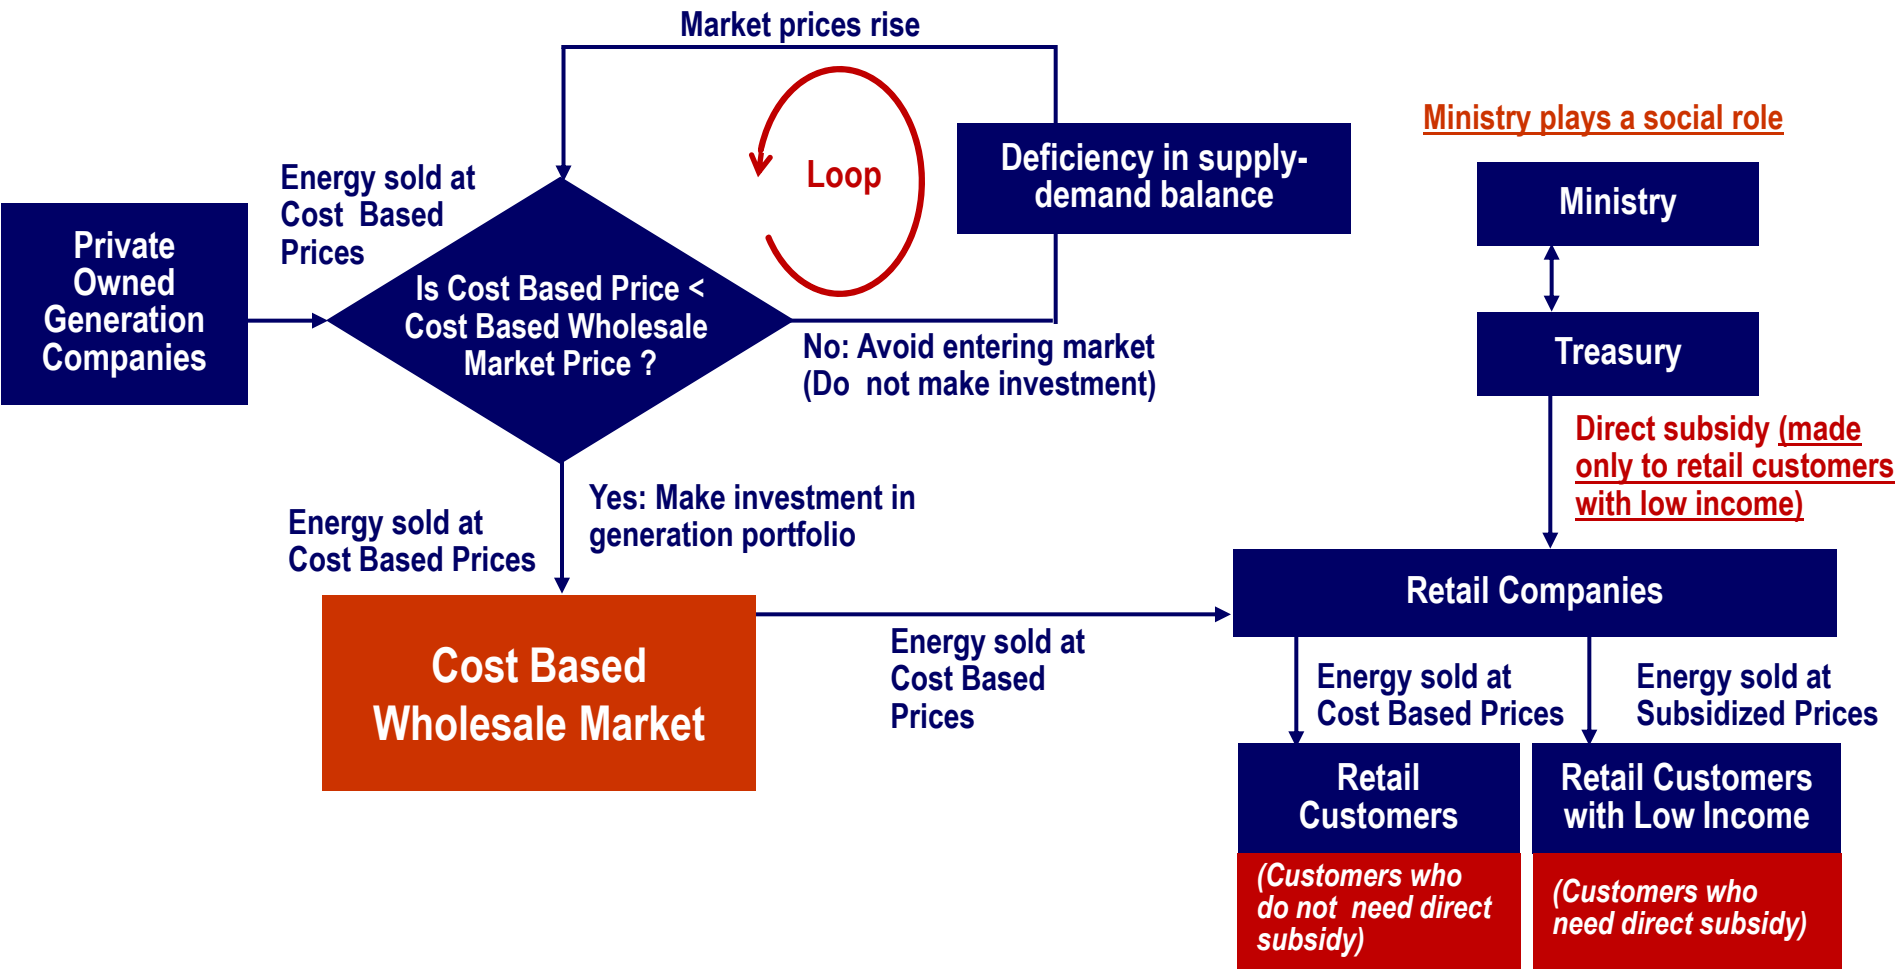 Market prices rise
Ministry plays a social role
Loop
Deficiency in supply-
demand balance
Energy sold at
Cost  Based
Prices
Private
Owned
Generation
Companies
Is Cost Based Price <
Cost Based Wholesale
Market Price ?
No: Avoid entering market
(Do  not make investment)
Ministry
Treasury
Direct subsidy (made
only to retail customers
with low income)
Yes: Make investment in
generation portfolio
Energy sold at
Cost Based Prices
Cost Based
Wholesale Market
Energy sold at
Cost Based
Prices
Retail Companies
Energy sold at
Cost Based Prices
Energy sold at
Subsidized Prices
Retail
Customers
(Customers who
do not  need direct
subsidy)
Retail Customers
with Low Income
(Customers who
need direct subsidy)